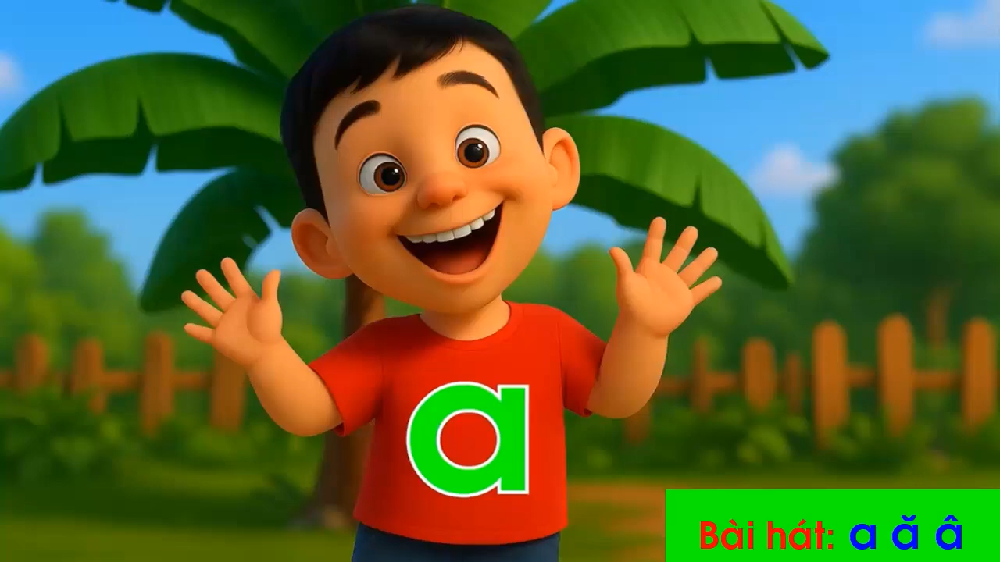 a
Bài hát: a ă â